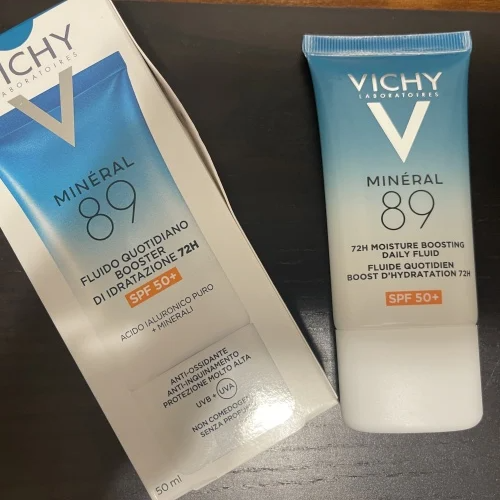 VICHY
LABORATOIRES
MINÉRAL
89
FLUIDO QUOTIDIANO
BOOSTER
DI IDRATAZIONE 72H
SPF 50+
ACIDO IALURONICO PURO
+ MINERALI
ANTI-OSSIDANTE
ANTI-INQUINAMENTO
PROTEZIONE MOLTO ALTA
UVB + UVA
NON
SENZA
50 ml
VICHY
LABORATOIRES
MINÉRAL
89
72H MOISTURE BOOSTING
DAILY FLUID
FLUIDE QUOTIDIEN
BOOST D'HYDRATATION 72H
SPF 50+